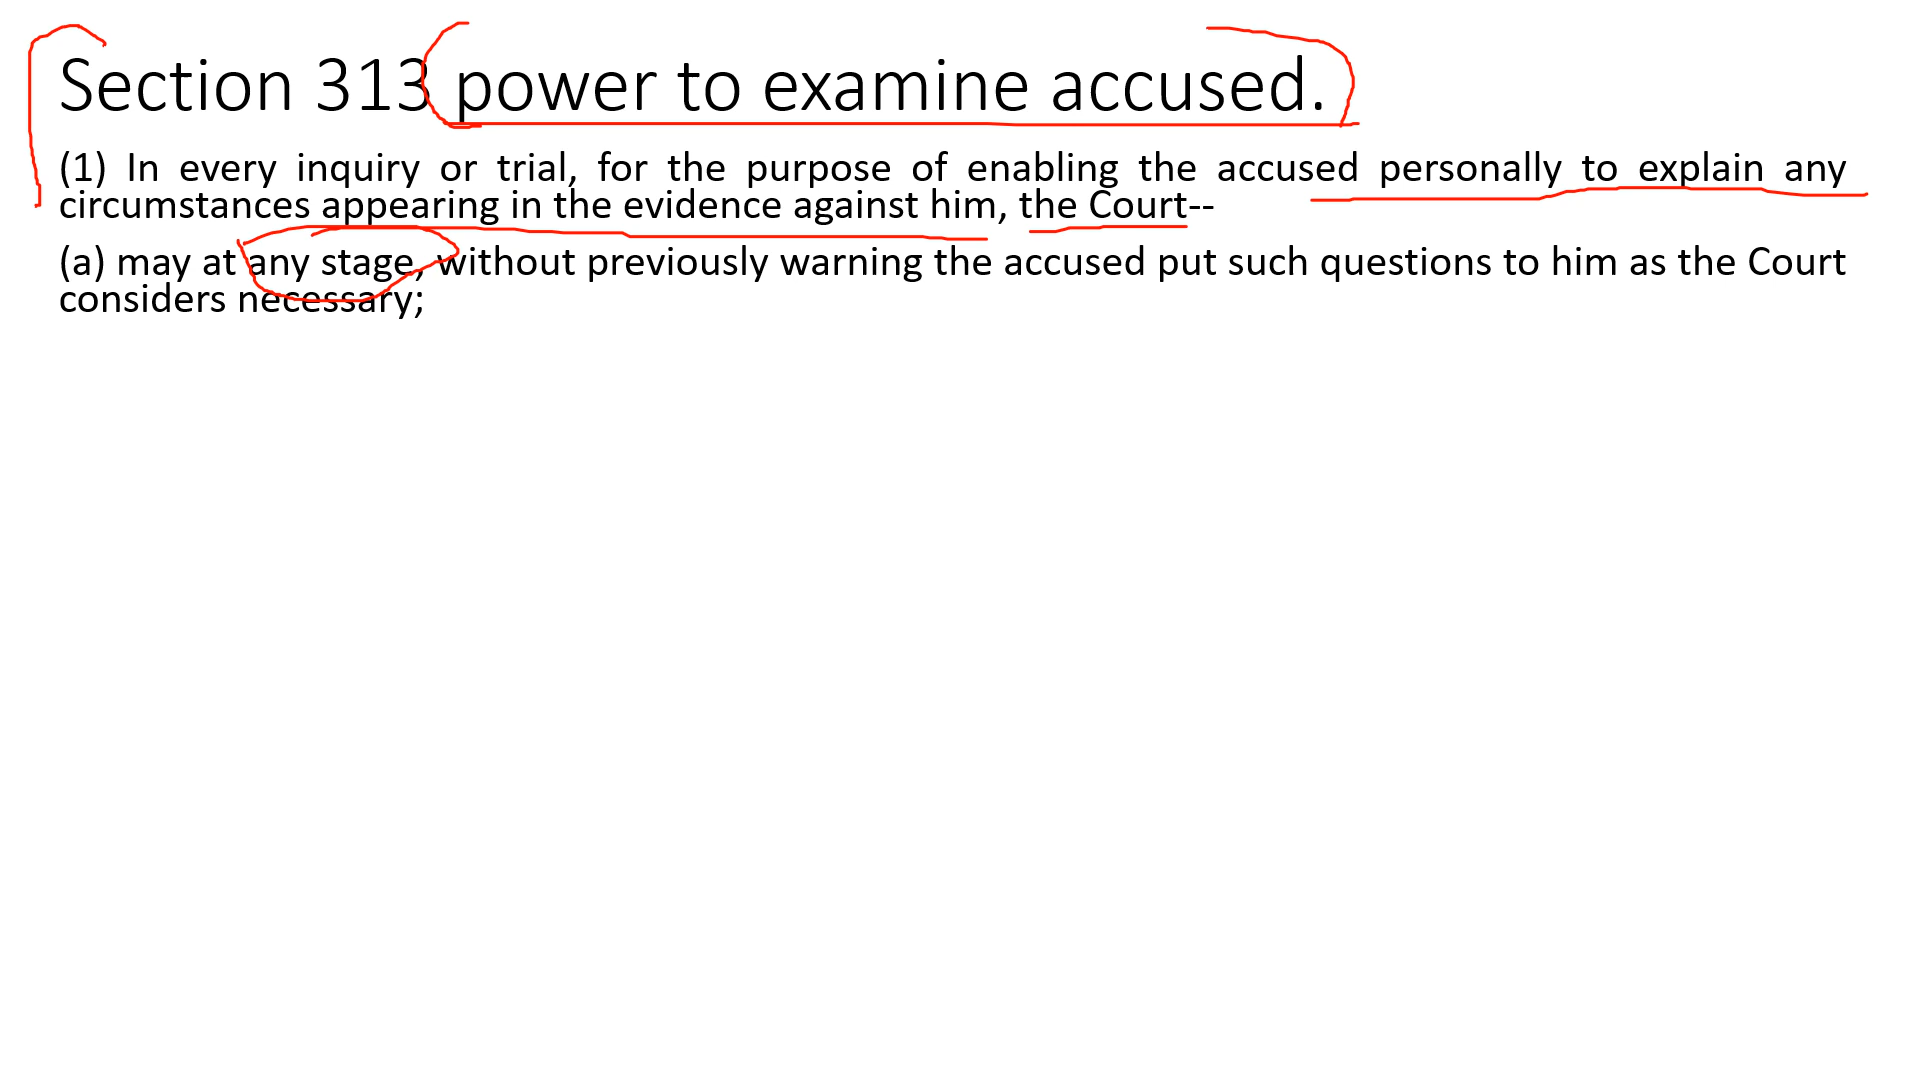 Section 313 power to examine accused.
(1) In every inquiry or trial, for the purpose of enabling the accused personally to explain any
circumstances appearing in the evidence against him, the Court--
(a) may at any stage, without previously warning the accused put such questions to him as the Court
considers necessary;